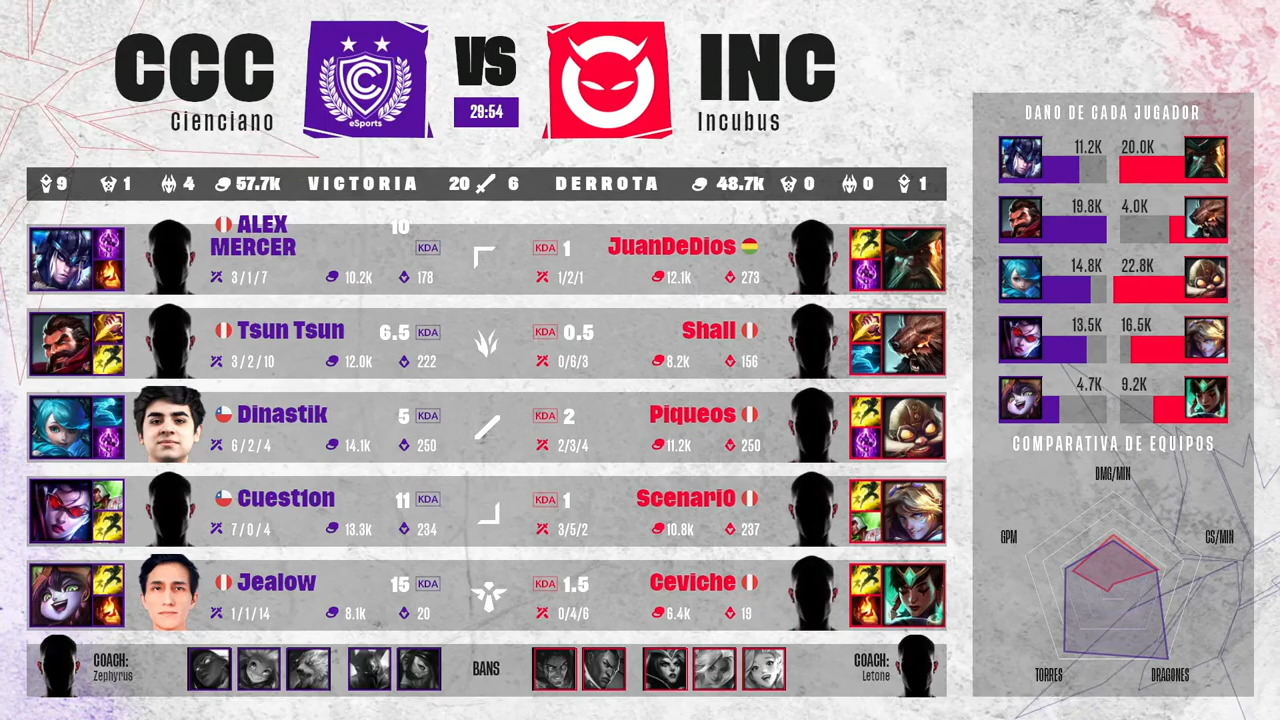 CCC
VS
INC
Cienciano
29:54
Incubus
eSports
9 1 4 57.7k VICTORIA 20 6 DERROTA 48.7k 0 0 1
ALEX MERCER 10 KDA
3/1/7 10.2k 178
KDA 1 JuanDeDios
1/2/1 12.1k 273
Tsun Tsun 6.5 KDA
3/2/10 12.0k 222
KDA 0.5 Shall
0/6/3 8.2k 156
Dinastik 5 KDA
6/2/4 14.1k 250
KDA 2 Piqueos
2/3/4 11.2k 250
Cuest1on 11 KDA
7/0/4 13.3k 234
KDA 1 Scenari0
3/5/2 10.8k 237
Jealow 15 KDA
1/1/14 8.1k 20
KDA 1.5 Ceviche
0/4/6 6.4k 19
COACH:
Zephyrus
BANS
COACH:
Letone
DANO DE CADA JUGADOR
11.2K 20.0K
19.8K 4.0K
14.8K 22.8K
13.5K 16.5K
4.7K 9.2K
COMPARATIVA DE EQUIPOS
DMG/MIN
GPM
CS/MIN
TORRES
DRAGONES